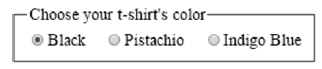 Choose your t-shirt's color
Black Pistachio Indigo Blue